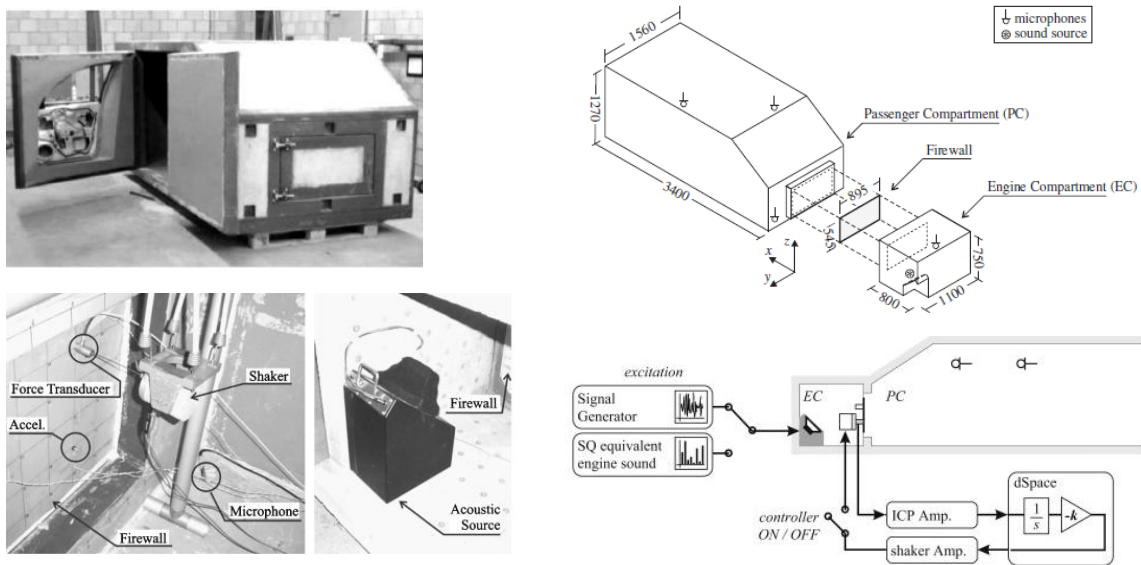 1560
microphones
sound source
1270
Passenger Compartment (PC)
Firewall
Engine Compartment (EC)
3400
895
545
z
x
y
750
800
1100
Force Transducer
Shaker
Accel.
Microphone
Firewall
Firewall
Acoustic
Source
excitation
Signal
Generator
SQ equivalent
engine sound
EC
PC
controller
ON / OFF
ICP Amp.
shaker Amp.
dSpace
1
s
-k